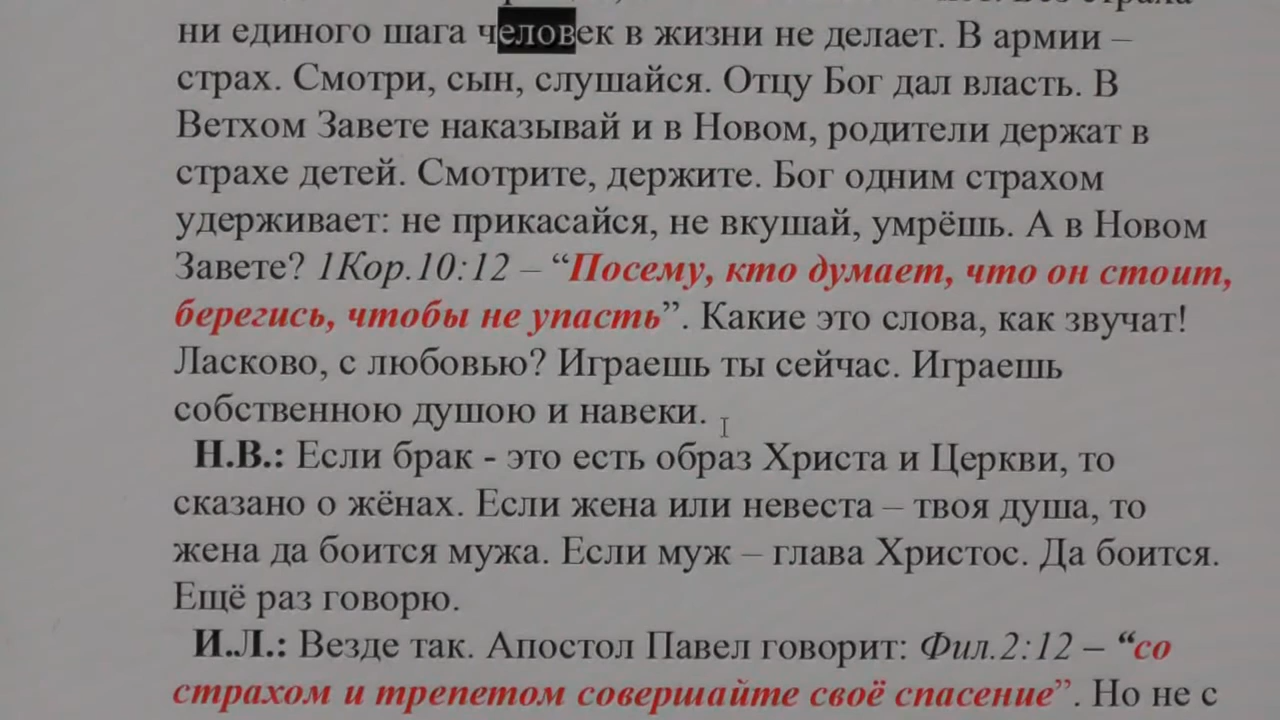 ни единого шага человек в жизни не делает. В армии –
страх. Смотри, сын, слушайся. Отцу Бог дал власть. В
Ветхом Завете наказывай и в Новом, родители держат в
страхе детей. Смотрите, держите. Бог одним страхом
удерживает: не прикасайся, не вкушай, умрёшь. А в Новом
Завете? 1Кор.10:12 – “Посему, кто думает, что он стоит,
берегись, чтобы не упасть”. Какие это слова, как звучат!
Ласково, с любовью? Играешь ты сейчас. Играешь
собственною душою и навеки.
Н.В.: Если брак - это есть образ Христа и Церкви, то
сказано о жёнах. Если жена или невеста – твоя душа, то
жена да боится мужа. Если муж – глава Христос. Да боится.
Ещё раз говорю.
И.Л.: Везде так. Апостол Павел говорит: Фил.2:12 – “со
страхом и трепетом совершайте своё спасение”. Но не с